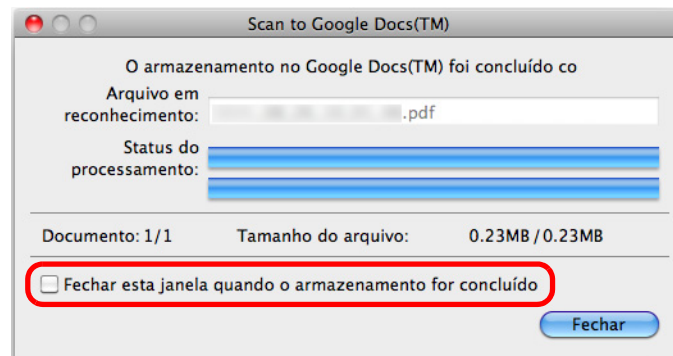 Scan to Google Docs(TM)
O armazenamento no Google Docs(TM) foi concluído co
Arquivo em
reconhecimento:
.pdf
Status do
processamento:
Documento: 1/1 Tamanho do arquivo: 0.23MB / 0.23MB
Fechar esta janela quando o armazenamento for concluído
Fechar